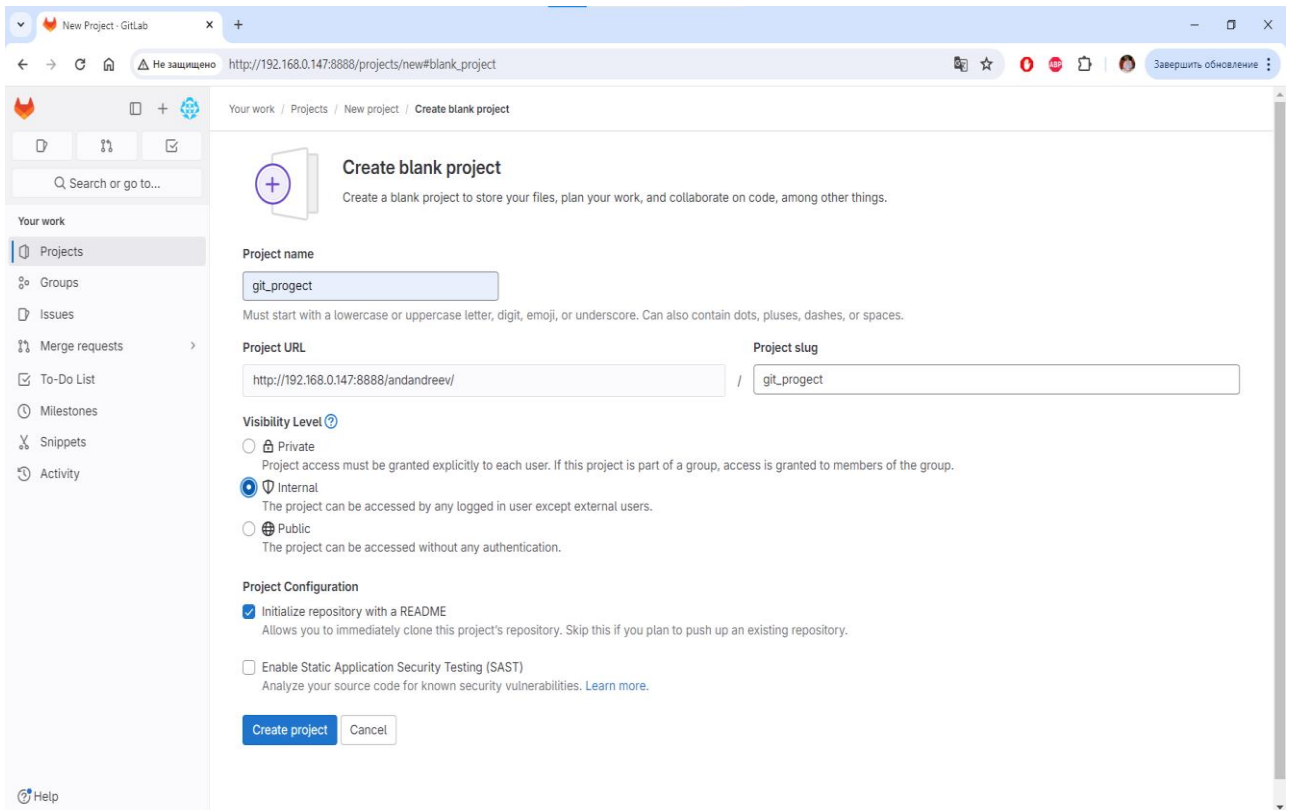 New Project · GitLab
Не защищено http://192.168.0.147:8888/projects/new#blank_project
ABP
Завершить обновление
Your work / Projects / New project / Create blank project
Search or go to...
Your work
Projects
Groups
Issues
Merge requests
To-Do List
Milestones
Snippets
Activity
Help
Create blank project
Create a blank project to store your files, plan your work, and collaborate on code, among other things.
Project name
git_progect
Must start with a lowercase or uppercase letter, digit, emoji, or underscore. Can also contain dots, pluses, dashes, or spaces.
Project URL
Project slug
http://192.168.0.147:8888/andandreev/ / git_progect
Visibility Level
Private
Project access must be granted explicitly to each user. If this project is part of a group, access is granted to members of the group.
Internal
The project can be accessed by any logged in user except external users.
Public
The project can be accessed without any authentication.
Project Configuration
Initialize repository with a README
Allows you to immediately clone this project's repository. Skip this if you plan to push up an existing repository.
Enable Static Application Security Testing (SAST)
Analyze your source code for known security vulnerabilities. Learn more.
Create project Cancel